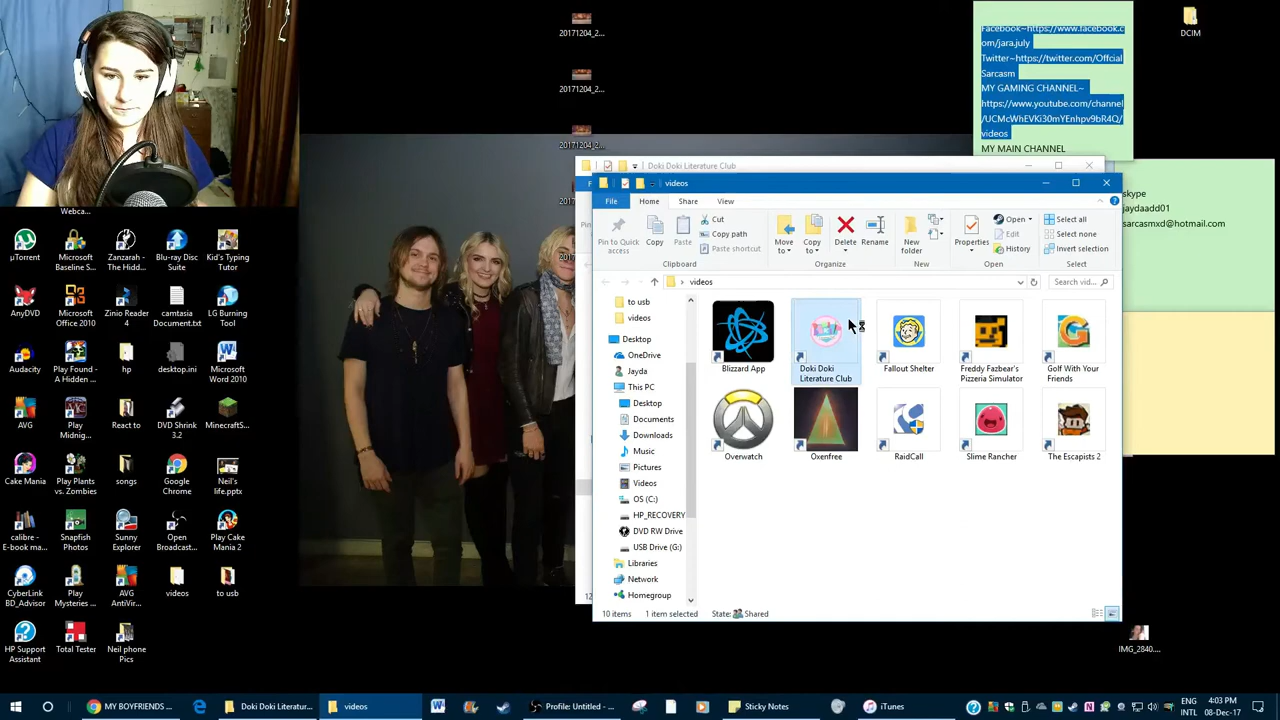 20171204_2...
20171204_2...
20171204_2...
Facebook~https://www.facebook.c
om/jara.july
Twitter~https://twitter.com/Offcial
Sarcasm
MY GAMING CHANNEL~
https://www.youtube.com/channel
/UCMcWhEVKi30mYEnhpv9bR4Q/
videos
MY MAIN CHANNEL
DCIM
skype
jaydaadd01
sarcasmxd@hotmail.com
Doki Doki Literature Club
videos
File
Home
Share
View
Pin to Quick
access
Copy
Paste
Cut
Copy path
Paste shortcut
Clipboard
Move
to
Copy
to
Delete
Rename
Organize
New
folder
New
Properties
Open
Edit
History
Open
Select all
Select none
Invert selection
Select
videos
Search vid...
to usb
videos
Desktop
OneDrive
Jayda
This PC
Desktop
Documents
Downloads
Music
Pictures
Videos
OS (C:)
HP_RECOVERY
DVD RW Drive
USB Drive (G:)
Libraries
Network
Homegroup
Blizzard App
Doki Doki
Literature Club
Fallout Shelter
Freddy Fazbear's
Pizzeria Simulator
Golf With Your
Friends
Overwatch
Oxenfree
RaidCall
Slime Rancher
The Escapists 2
10 items
1 item selected
State:
Shared
Webca...
µTorrent
Microsoft
Baseline S...
Zanzarah -
The Hidd...
Blu-ray Disc
Suite
Kid's Typing
Tutor
AnyDVD
Microsoft
Office 2010
Zinio Reader
4
camtasia
Document.txt
LG Burning
Tool
Audacity
Play Found-
A Hidden ...
hp
desktop.ini
Microsoft
Word 2010
AVG
Play
Midnig...
React to
DVD Shrink
3.2
MinecraftS...
Cake Mania
Play Plants
vs. Zombies
songs
Google
Chrome
Neil's
life.pptx
calibre -
E-book ma...
Snapfish
Photos
Sunny
Explorer
Open
Broadcast...
Play Cake
Mania 2
CyberLink
BD_Advisor
Play
Mysteries ...
AVG
AntiVir...
videos
to usb
HP Support
Assistant
Total Tester
Neil phone
Pics
IMG_2840....
MY BOYFRIENDS ...
Doki Doki Literatur...
videos
Profile: Untitled - ...
Sticky Notes
iTunes
ENG
INTL
4:03 PM
08-Dec-17